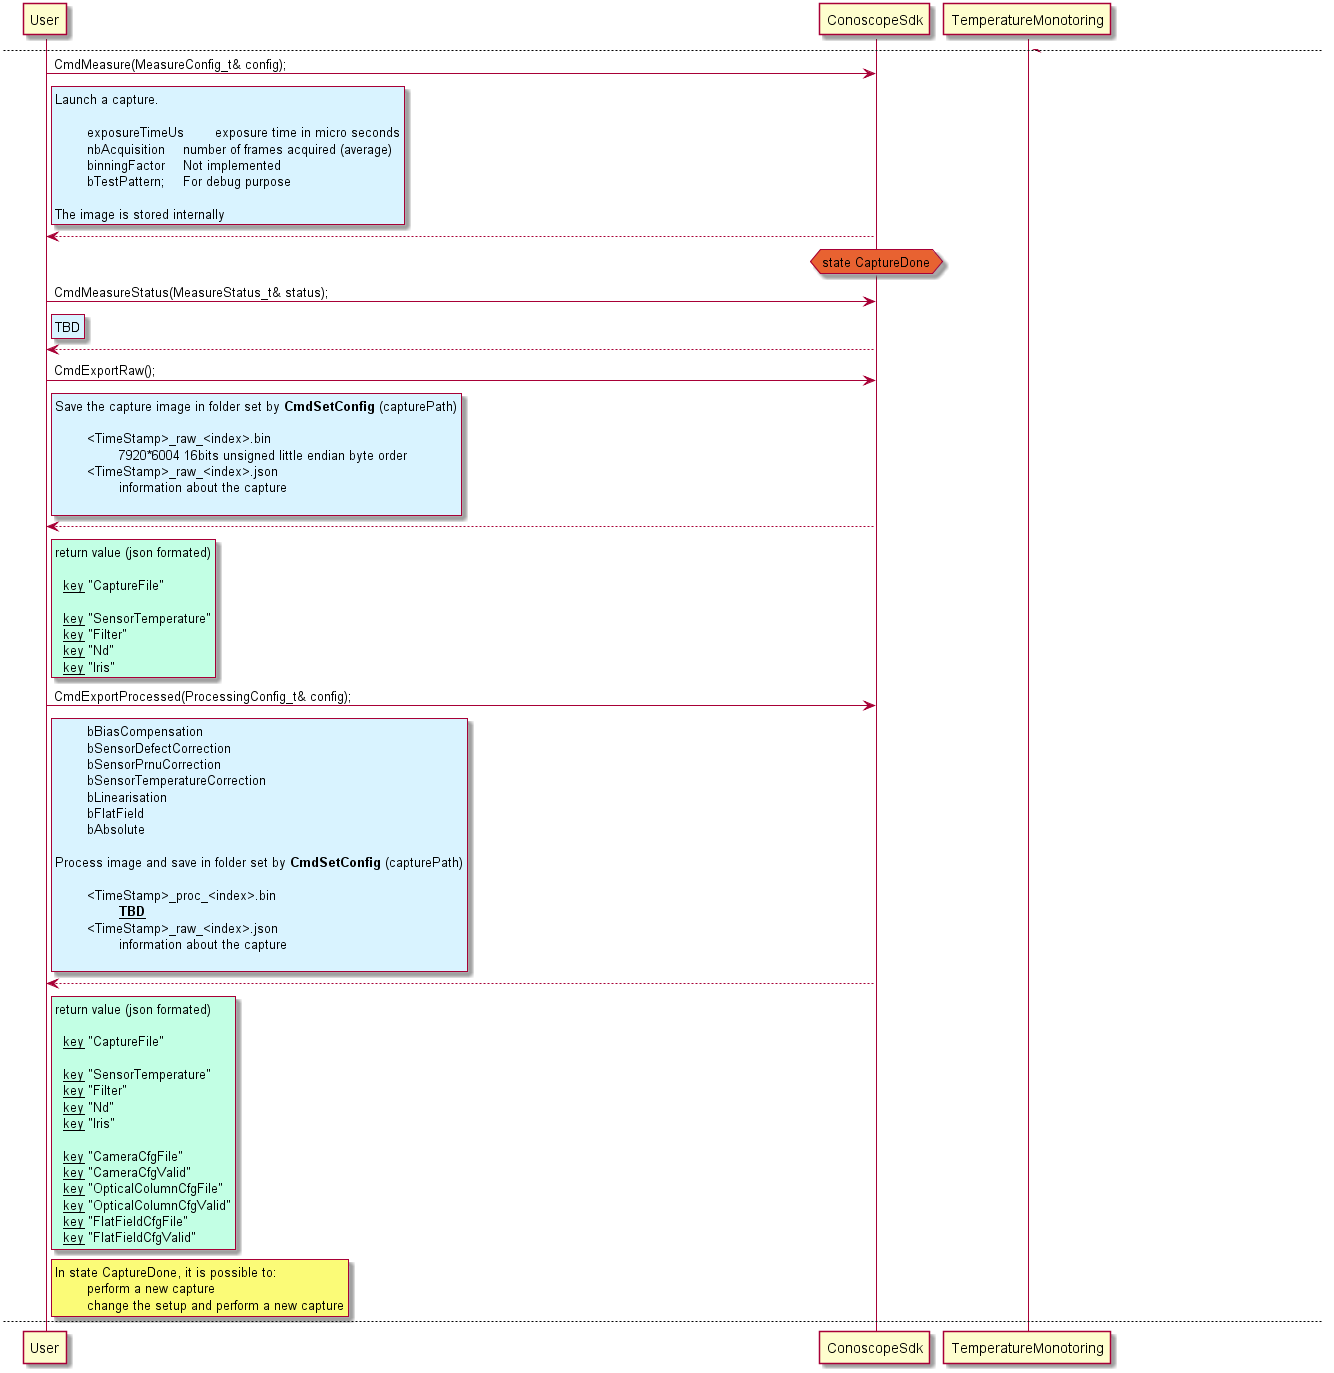 User ConoscopeSdk TemperatureMonotoring
CmdMeasure(MeasureConfig_t& config);
Launch a capture.
exposureTimeUs exposure time in micro seconds
nbAcquisition number of frames acquired (average)
binningFactor Not implemented
bTestPattern; For debug purpose
The image is stored internally
state CaptureDone
CmdMeasureStatus(MeasureStatus_t& status);
TBD
CmdExportRaw();
Save the capture image in folder set by CmdSetConfig (capturePath)
<TimeStamp>_raw_<index>.bin
7920*6004 16bits unsigned little endian byte order
<TimeStamp>_raw_<index>.json
information about the capture
return value (json formated)
key "CaptureFile"
key "SensorTemperature"
key "Filter"
key "Nd"
key "Iris"
CmdExportProcessed(ProcessingConfig_t& config);
bBiasCompensation
bSensorDefectCorrection
bSensorPrnuCorrection
bSensorTemperatureCorrection
bLinearisation
bFlatField
bAbsolute
Process image and save in folder set by CmdSetConfig (capturePath)
<TimeStamp>_proc_<index>.bin
TBD
<TimeStamp>_raw_<index>.json
information about the capture
return value (json formated)
key "CaptureFile"
key "SensorTemperature"
key "Filter"
key "Nd"
key "Iris"
key "CameraCfgFile"
key "CameraCfgValid"
key "OpticalColumnCfgFile"
key "OpticalColumnCfgValid"
key "FlatFieldCfgFile"
key "FlatFieldCfgValid"
In state CaptureDone, it is possible to:
perform a new capture
change the setup and perform a new capture
User ConoscopeSdk TemperatureMonotoring